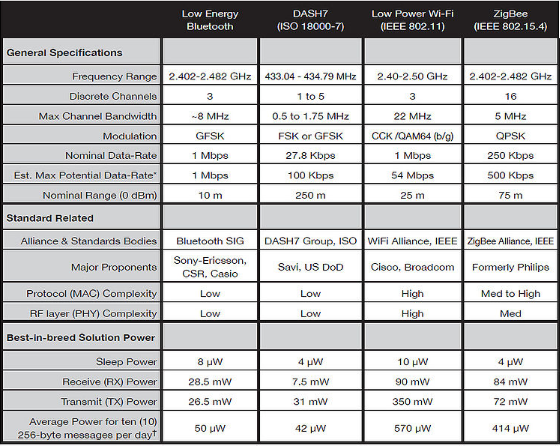 Low Energy Bluetooth DASH7 (ISO 18000-7) Low Power Wi-Fi (IEEE 802.11) ZigBee (IEEE 802.15.4)
General Specifications
Frequency Range 2.402-2.482 GHz 433.04 - 434.79 MHz 2.40-2.50 GHz 2.402-2.482 GHz
Discrete Channels 3 1 to 5 3 16
Max Channel Bandwidth ~8 MHz 0.5 to 1.75 MHz 22 MHz 5 MHz
Modulation GFSK FSK or GFSK CCK /QAM64 (b/g) QPSK
Nominal Data-Rate 1 Mbps 27.8 Kbps 1 Mbps 250 Kbps
Est. Max Potential Data-Rate* 1 Mbps 100 Kbps 54 Mbps 500 Kbps
Nominal Range (0 dBm) 10 m 250 m 25 m 75 m
Standard Related
Alliance & Standards Bodies Bluetooth SIG DASH7 Group, ISO WiFi Alliance, IEEE ZigBee Alliance, IEEE
Major Proponents Sony-Ericsson, CSR, Casio Savi, US DoD Cisco, Broadcom Formerly Philips
Protocol (MAC) Complexity Low Low High Med to High
RF layer (PHY) Complexity Low Low High Med
Best-in-breed Solution Power
Sleep Power 8 µW 4 µW 10 µW 4 µW
Receive (RX) Power 28.5 mW 7.5 mW 90 mW 84 mW
Transmit (TX) Power 26.5 mW 31 mW 350 mW 72 mW
Average Power for ten (10) 256-byte messages per day† 50 µW 42 µW 570 µW 414 µW